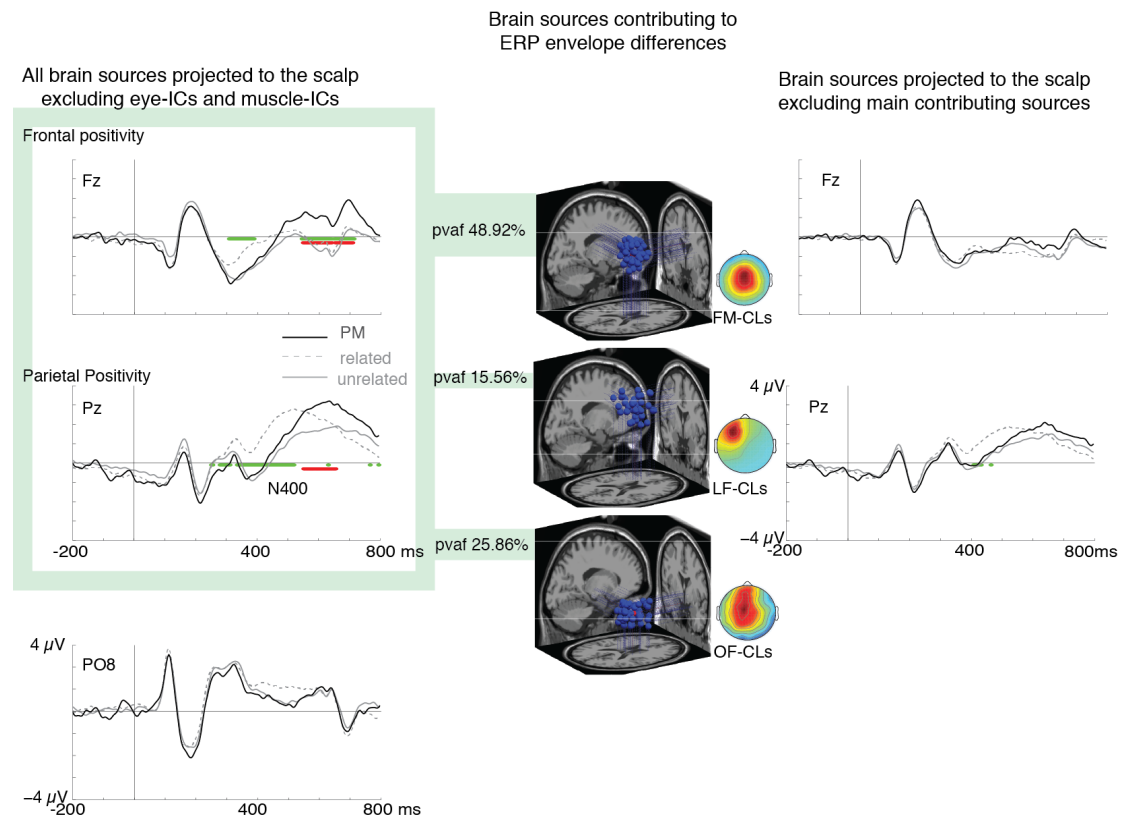 Brain sources contributing to
ERP envelope differences
All brain sources projected to the scalp
excluding eye-ICs and muscle-ICs
Brain sources projected to the scalp
excluding main contributing sources
Frontal positivity
Fz
pvaf 48.92%
FM-CLs
Fz
PM
related
unrelated
Parietal Positivity
Pz
N400
-200
400
800 ms
pvaf 15.56%
LF-CLs
4 µV
Pz
−4 µV
-200
400
800ms
pvaf 25.86%
OF-CLs
4 µV
PO8
−4 µV
-200
400
800 ms